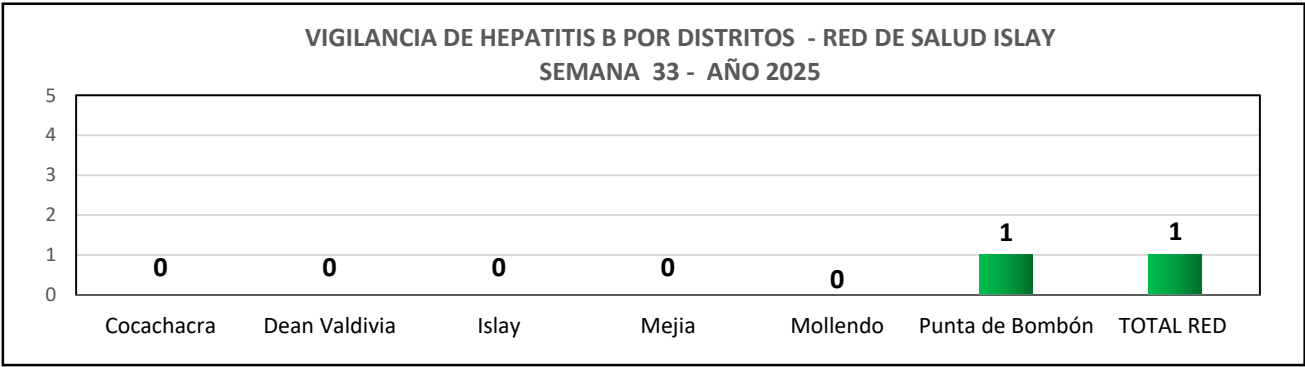 VIGILANCIA DE HEPATITIS B POR DISTRITOS - RED DE SALUD ISLAY
SEMANA 33 - AÑO 2025
5
4
3
2
1
0
0 0 0 0 0 1 1
Cocachacra Dean Valdivia Islay Mejia Mollendo Punta de Bombón TOTAL RED